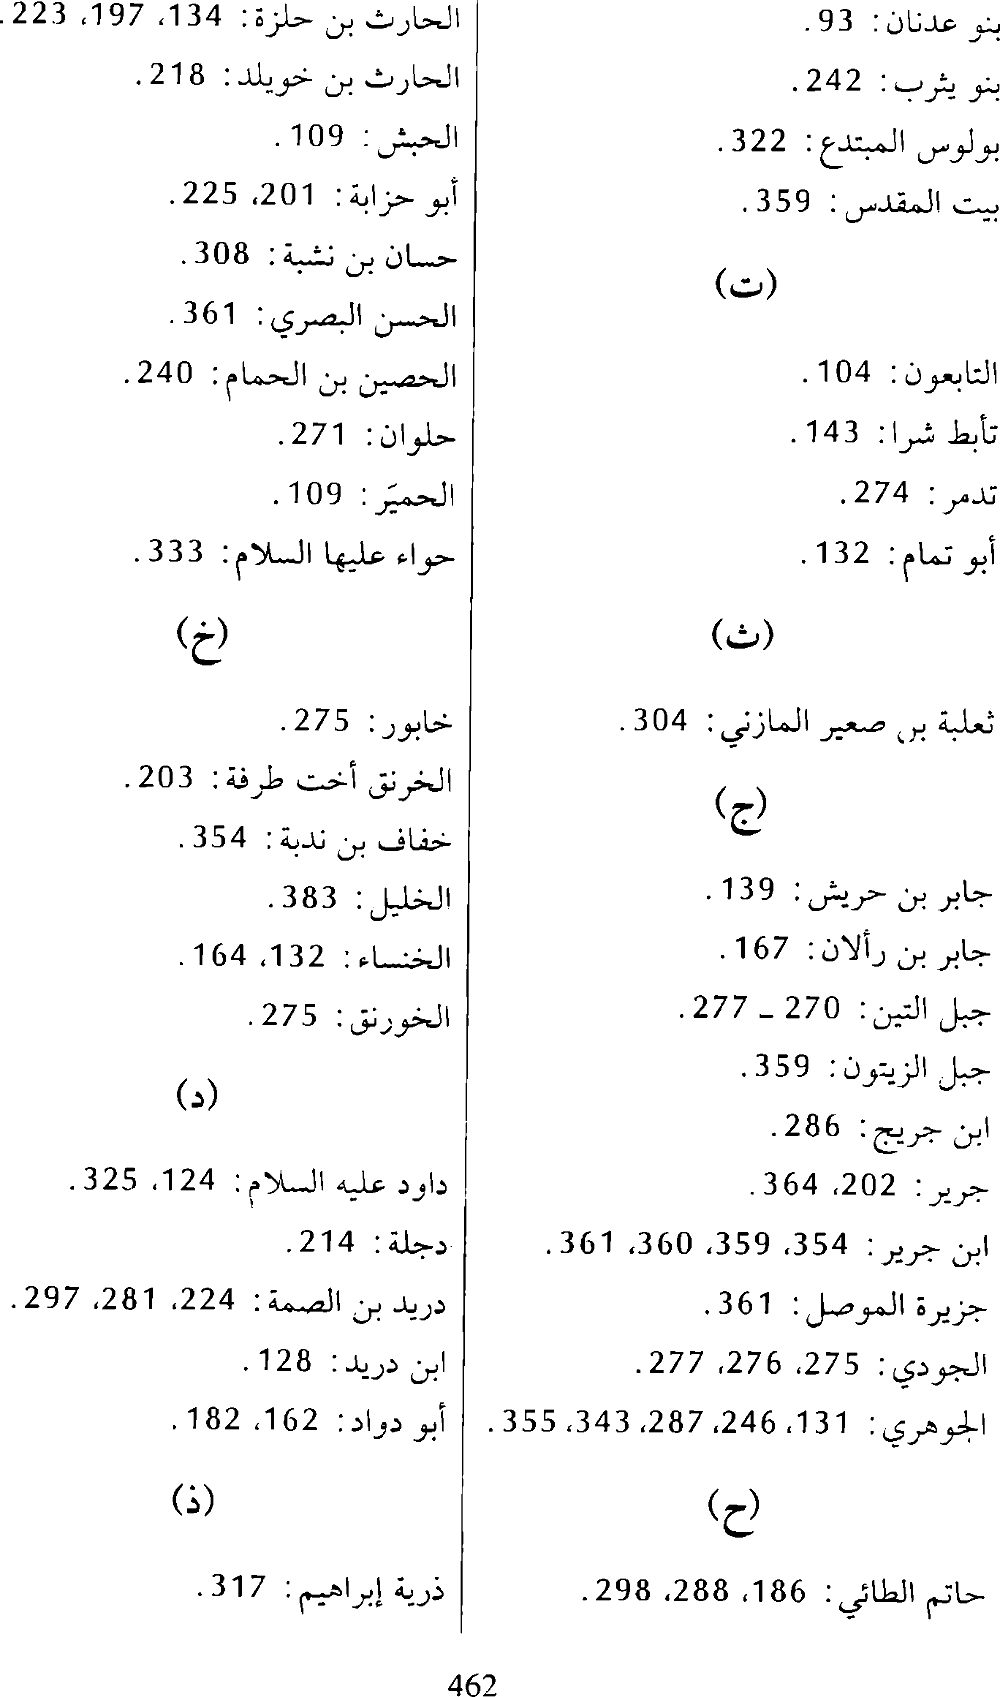 بنو عدنان: 93.
بنو يثرب: 242.
بولوس المبتدع: 322.
بيت المقدس: 359.
(ت)
التابعون: 104.
تأبط شرا: 143.
تدمر: 274.
أبو تمام: 132.
(ث)
ثعلبة بن صعير المازني: 304.
(ج)
جابر بن حريش: 139.
جابر بن رألان: 167.
جبل التين: 270 ـ 277.
جبل الزيتون: 359.
ابن جريج: 286.
جرير: 202، 364.
ابن جرير: 354، 359، 360، 361.
جزيرة الموصل: 361.
الجودي: 275، 276، 277.
الجوهري: 131، 246، 287، 343، 355.
(ح)
حاتم الطائي: 186، 288، 298.
الحارث بن حلزة: 134، 197، 223.
الحارث بن خويلد: 218.
الحبش: 109.
أبو حزابة: 201، 225.
حسان بن نشبة: 308.
الحسن البصري: 361.
الحصين بن الحمام: 240.
حلوان: 271.
الحميَر: 109.
حواء عليها السلام: 333.
(خ)
خابور: 275.
الخرنق أخت طرفة: 203.
خفاف بن ندبة: 354.
الخليل: 383.
الخنساء: 132، 164.
الخورنق: 275.
(د)
داود عليه السلام: 124، 325.
دجلة: 214.
دريد بن الصمة: 224، 281، 297.
ابن دريد: 128.
أبو دواد: 162، 182.
(ذ)
ذرية إبراهيم: 317.
462